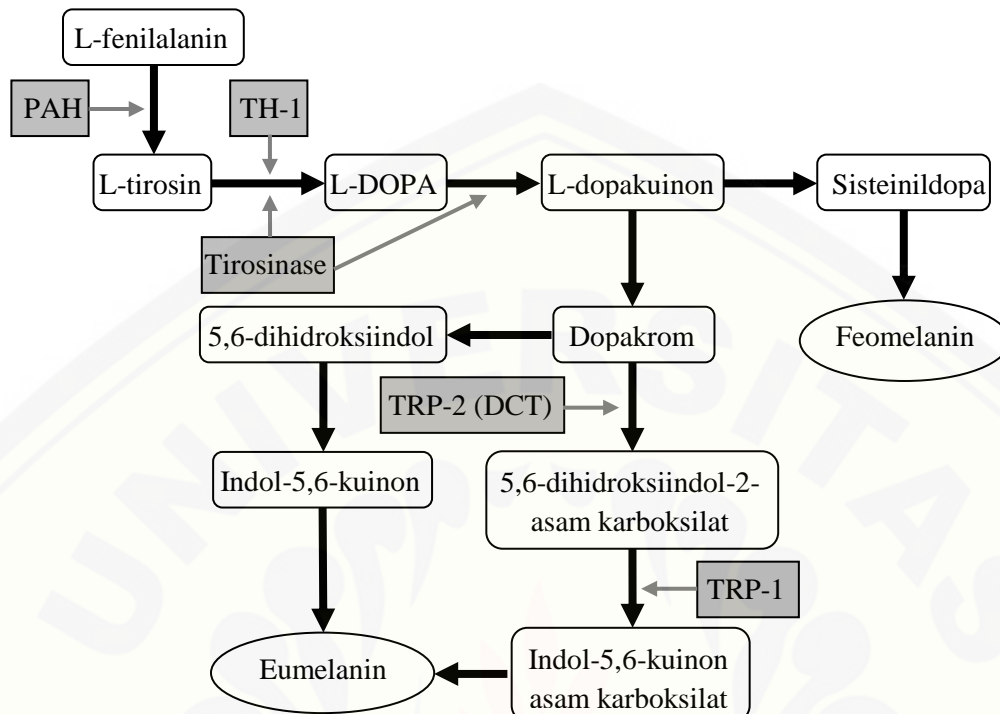 L-fenilalanin
PAH
TH-1
L-tirosin
L-DOPA
L-dopakuinon
Sisteinildopa
Tirosinase
5,6-dihidroksiindol
Dopakrom
Feomelanin
TRP-2 (DCT)
Indol-5,6-kuinon
5,6-dihidroksiindol-2-
asam karboksilat
TRP-1
Eumelanin
Indol-5,6-kuinon
asam karboksilat
UNIVERSITAS